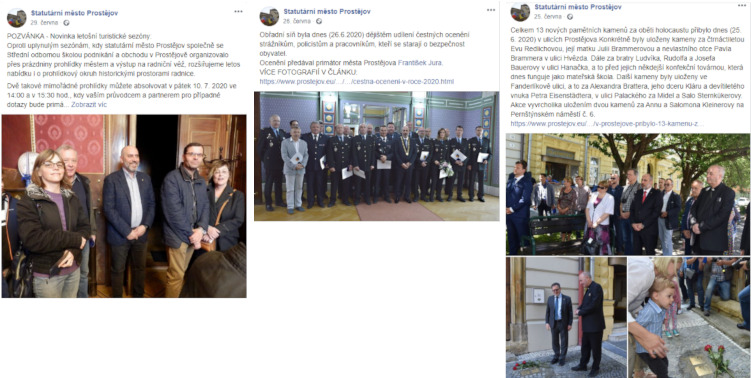 Statutární město Prostějov
29. června
POZVÁNKA - Novinka letošní turistické sezóny.
Oproti uplynulým sezónám, kdy statutární město Prostějov společně se
Střední odbornou školou podnikání a obchodu v Prostějově organizovalo
přes prázdniny prohlídky městem a výstup na radniční věž, rozšiřujeme letos
nabídku i o prohlídkový okruh historickými prostorami radnice.
Dvě takové mimořádné prohlídky můžete absolvovat v pátek 10. 7. 2020 ve
14.00 a v 15.30 hod., kdy vaším průvodcem a partnerem pro případné
dotazy bude primá... Zobrazit víc
Statutární město Prostějov
26. června
Obřadní síň byla dnes (26.6.2020) dějištěm udílení čestných ocenění
strážníkům, policistům a pracovníkům, kteří se starají o bezpečnost
obyvatel.
Ocenění předával primátor města Prostějova František Jura.
VÍCE FOTOGRAFIÍ V ČLÁNKU:
https://www.prostejov.eu/.../.../cestna-oceneni-v-roce-2020.html
Statutární město Prostějov
25. června
Celkem 13 nových pamětních kamenů za oběti holocaustu přibylo dnes (25.
6. 2020) v ulicích Prostějova.Konkrétně byly uloženy kameny za čtrnáctiletou
Evu Redlichovou, její matku Julii Brammerovou a nevlastního otce Pavla
Brammera v ulici Hvězda. Dále za bratry Ludvíka, Rudolfa a Josefa
Bauerovy v ulici Hanačka, a to před jejich někdejší konfekční továrnou, která
dnes funguje jako mateřská škola. Další kameny byly uloženy ve
Fanderlíkově ulici, a to za Alexandra Brattera, jeho dceru Kláru a devítiletého
vnuka Petra Eisenstädtera, v ulici Palackého za Midel a Salo Sternkükerovy.
Akce vyvrcholila uložením dvou kamenů za Annu a Salomona Kleinerovy na
Pernštýnském náměstí č. 6.
https://www.prostejov.eu/.../v-prostejove-pribylo-13-kamenu-z...